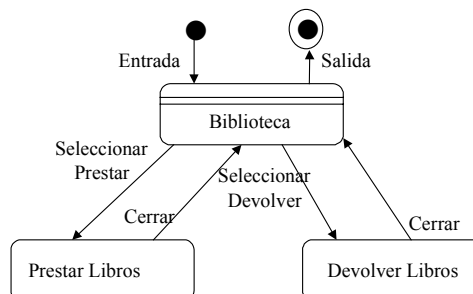 Entrada
Salida
Biblioteca
Seleccionar
Prestar
Seleccionar
Devolver
Cerrar
Cerrar
Prestar Libros
Devolver Libros